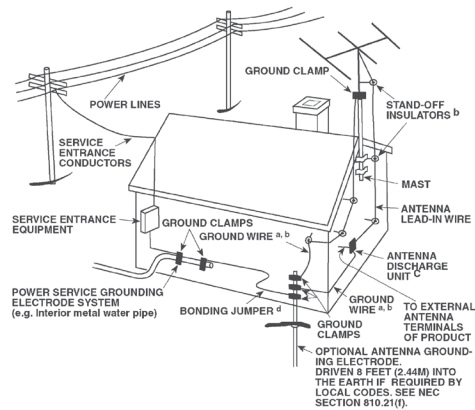 GROUND CLAMP
POWER LINES
STAND-OFF
INSULATORS b
SERVICE
ENTRANCE
CONDUCTORS
MAST
ANTENNA
LEAD-IN WIRE
SERVICE ENTRANCE
EQUIPMENT
GROUND CLAMPS
GROUND WIRE a, b
ANTENNA
DISCHARGE
UNIT C
POWER SERVICE GROUNDING
ELECTRODE SYSTEM
(e.g. Interior metal water pipe)
BONDING JUMPER d
GROUND
WIRE a, b
TO EXTERNAL
ANTENNA
TERMINALS
OF PRODUCT
GROUND
CLAMPS
OPTIONAL ANTENNA GROUND-
ING ELECTRODE.
DRIVEN 8 FEET (2.44M) INTO
THE EARTH IF REQUIRED BY
LOCAL CODES. SEE NEC
SECTION 810.21(f).